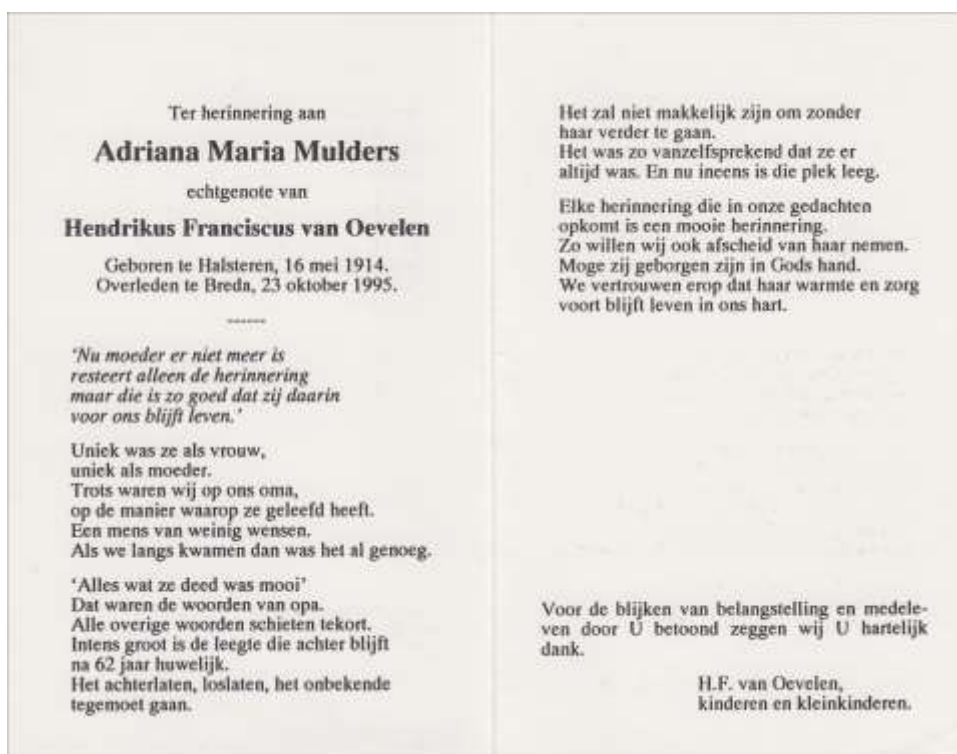 Ter herinnering aan
Adriana Maria Mulders
echtgenote van
Hendrikus Franciscus van Oevelen
Geboren te Halsteren, 16 mei 1914.
Overleden te Breda, 23 oktober 1995.
------
'Nu moeder er niet meer is
resteert alleen de herinnering
maar die is zo goed dat zij daarin
voor ons blijft leven.'
Uniek was ze als vrouw,
uniek als moeder.
Trots waren wij op ons oma,
op de manier waarop ze geleefd heeft.
Een mens van weinig wensen.
Als we langs kwamen dan was het al genoeg.
'Alles wat ze deed was mooi'
Dat waren de woorden van opa.
Alle overige woorden schieten tekort.
Intens groot is de leegte die achter blijft
na 62 jaar huwelijk.
Het achterlaten, loslaten, het onbekende
tegemoet gaan.
Het zal niet makkelijk zijn om zonder
haar verder te gaan.
Het was zo vanzelfsprekend dat ze er
altijd was. En nu ineens is die plek leeg.
Elke herinnering die in onze gedachten
opkomt is een mooie herinnering.
Zo willen wij ook afscheid van haar nemen.
Moge zij geborgen zijn in Gods hand.
We vertrouwen erop dat haar warmte en zorg
voort blijft leven in ons hart.
Voor de blijken van belangstelling en medele-
ven door U betoond zeggen wij U hartelijk
dank.
H.F. van Oevelen,
kinderen en kleinkinderen.